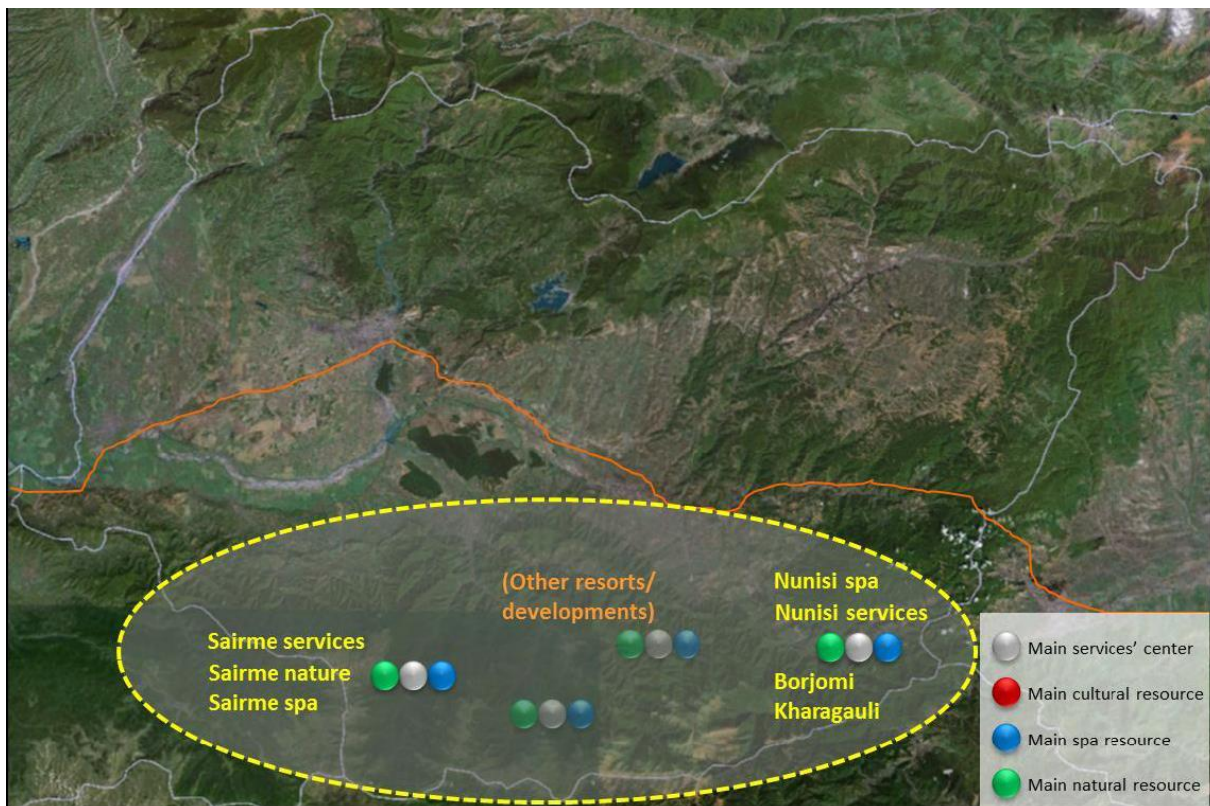 (Other resorts/
developments)
Nunisi spa
Nunisi services
Sairme services
Sairme nature
Sairme spa
Borjomi
Kharagauli
Main services' center
Main cultural resource
Main spa resource
Main natural resource